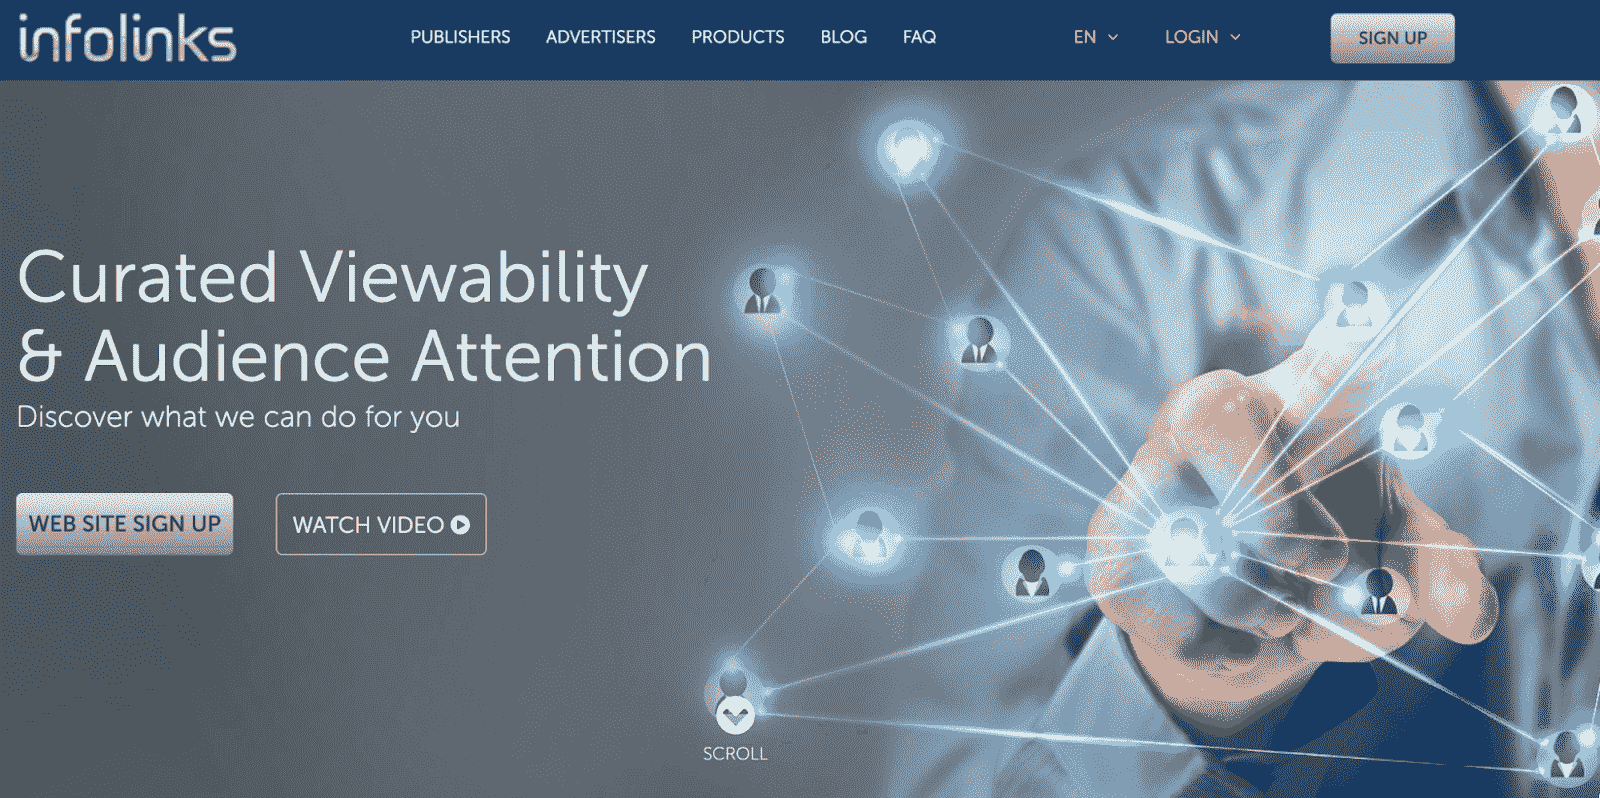 infolinks
PUBLISHERS ADVERTISERS PRODUCTS BLOG FAQ EN LOGIN SIGN UP
Curated Viewability
& Audience Attention
Discover what we can do for you
WEB SITE SIGN UP WATCH VIDEO
SCROLL